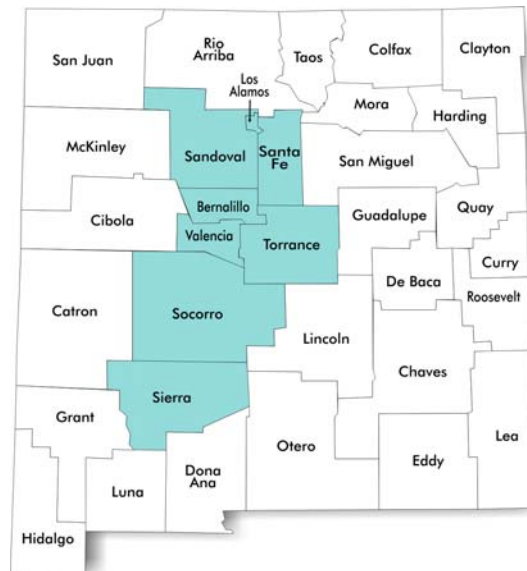 San Juan
Rio
Arriba
Taos
Colfax
Clayton
Los
Alamos
Mora
Harding
McKinley
Sandoval
Santa
Fe
San Miguel
Cibola
Bernalillo
Guadalupe
Quay
Valencia
Torrance
Curry
De Baca
Roosevelt
Catron
Socorro
Lincoln
Chaves
Sierra
Grant
Otero
Lea
Dona
Ana
Eddy
Luna
Hidalgo